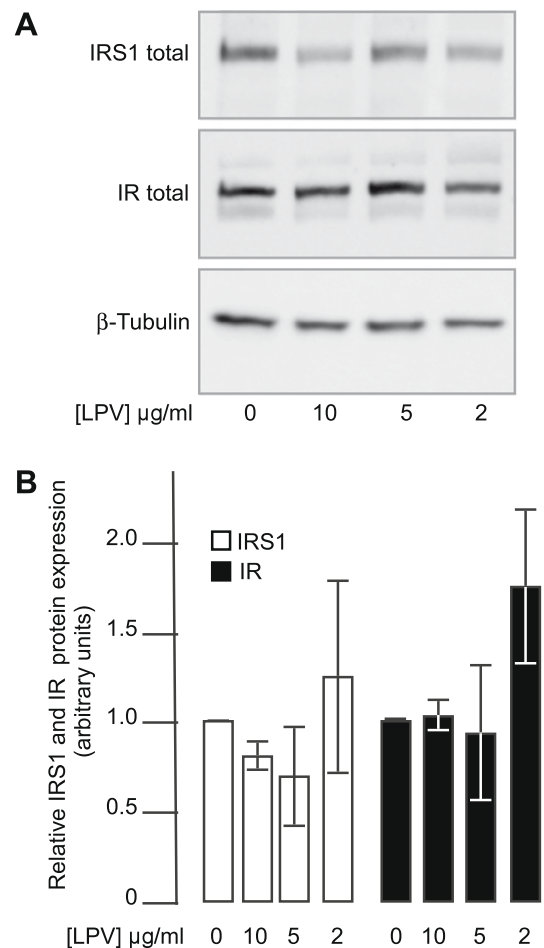 A
IRS1 total
IR total
β-Tubulin
[LPV] μg/ml 0 10 5 2
B
Relative IRS1 and IR protein expression
(arbitrary units)
2.0
1.5
1.0
0.5
0
IRS1
IR
[LPV] μg/ml 0 10 5 2 0 10 5 2